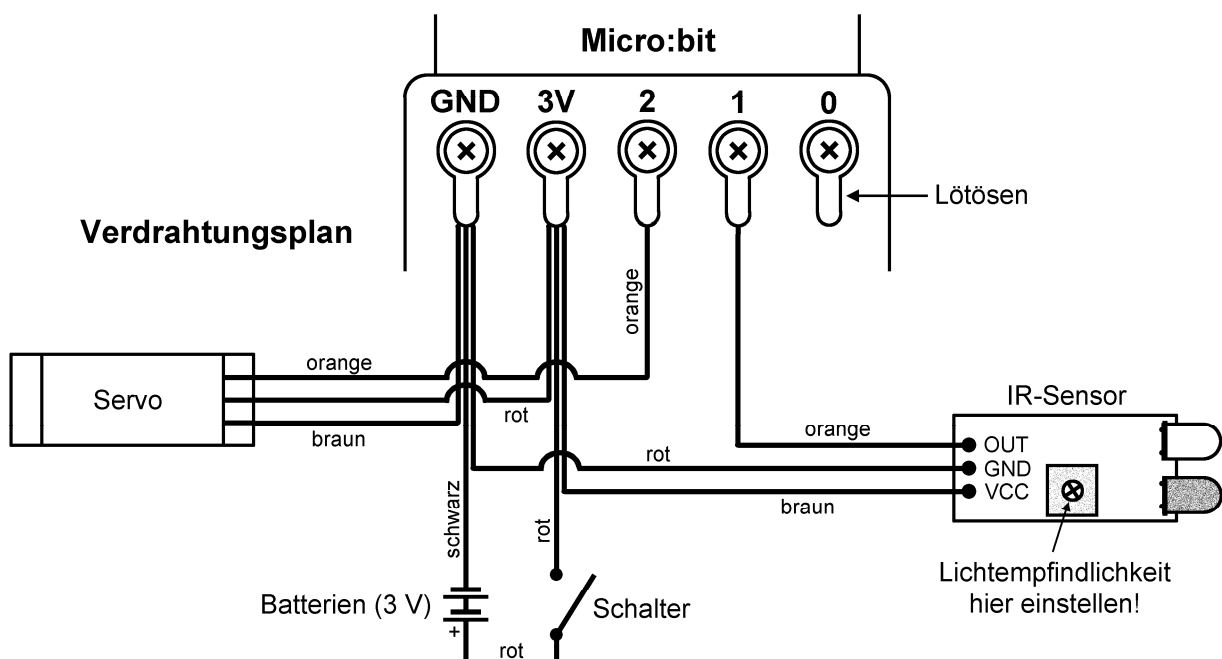 Micro:bit
GND 3V 2 1 0
Lötösen
Verdrahtungsplan
orange
orange
Servo
rot
braun
IR-Sensor
orange
OUT
rot
GND
VCC
braun
schwarz
rot
Lichtempfindlichkeit
hier einstellen!
Batterien (3 V)
+
Schalter
rot